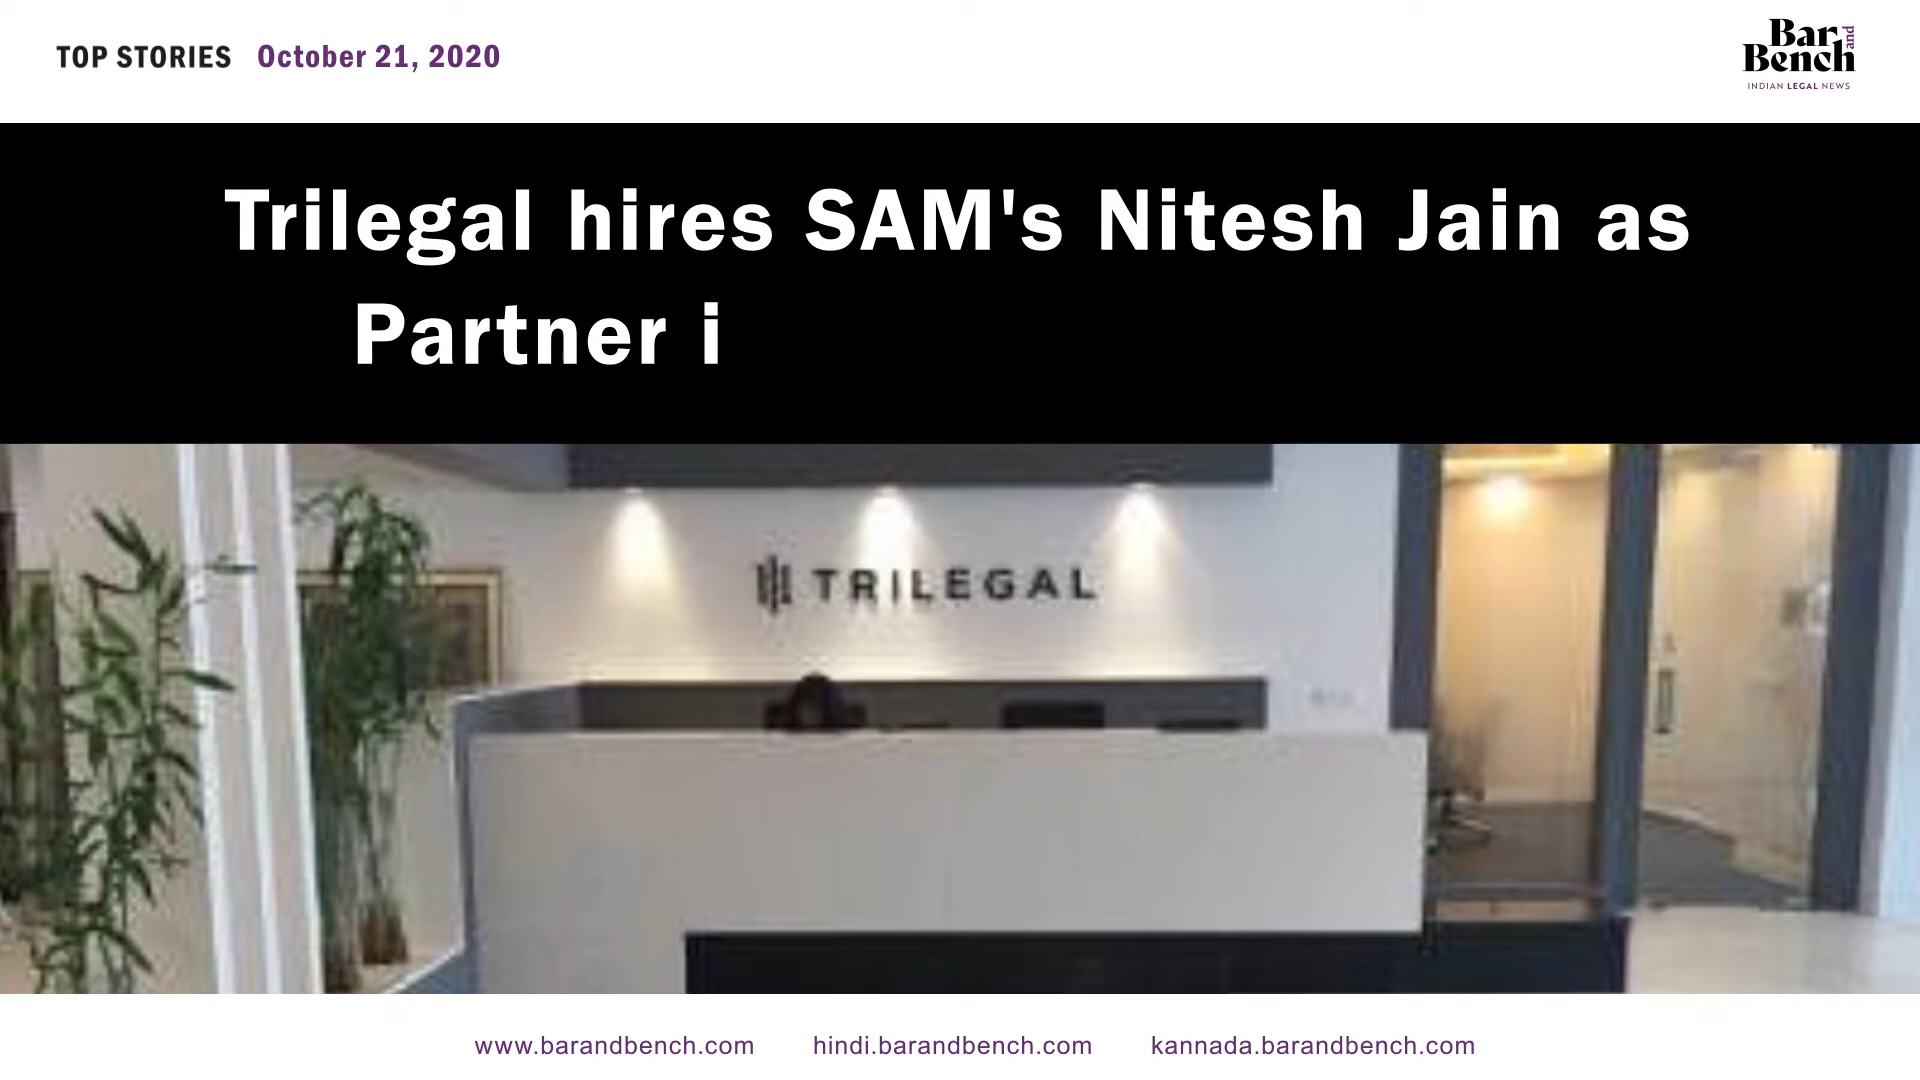 TOP STORIES October 21, 2020
Bar and Bench
INDIAN LEGAL NEWS
Trilegal hires SAM's Nitesh Jain as
Partner i
TRILEGAL
www.barandbench.com hindi.barandbench.com kannada.barandbench.com